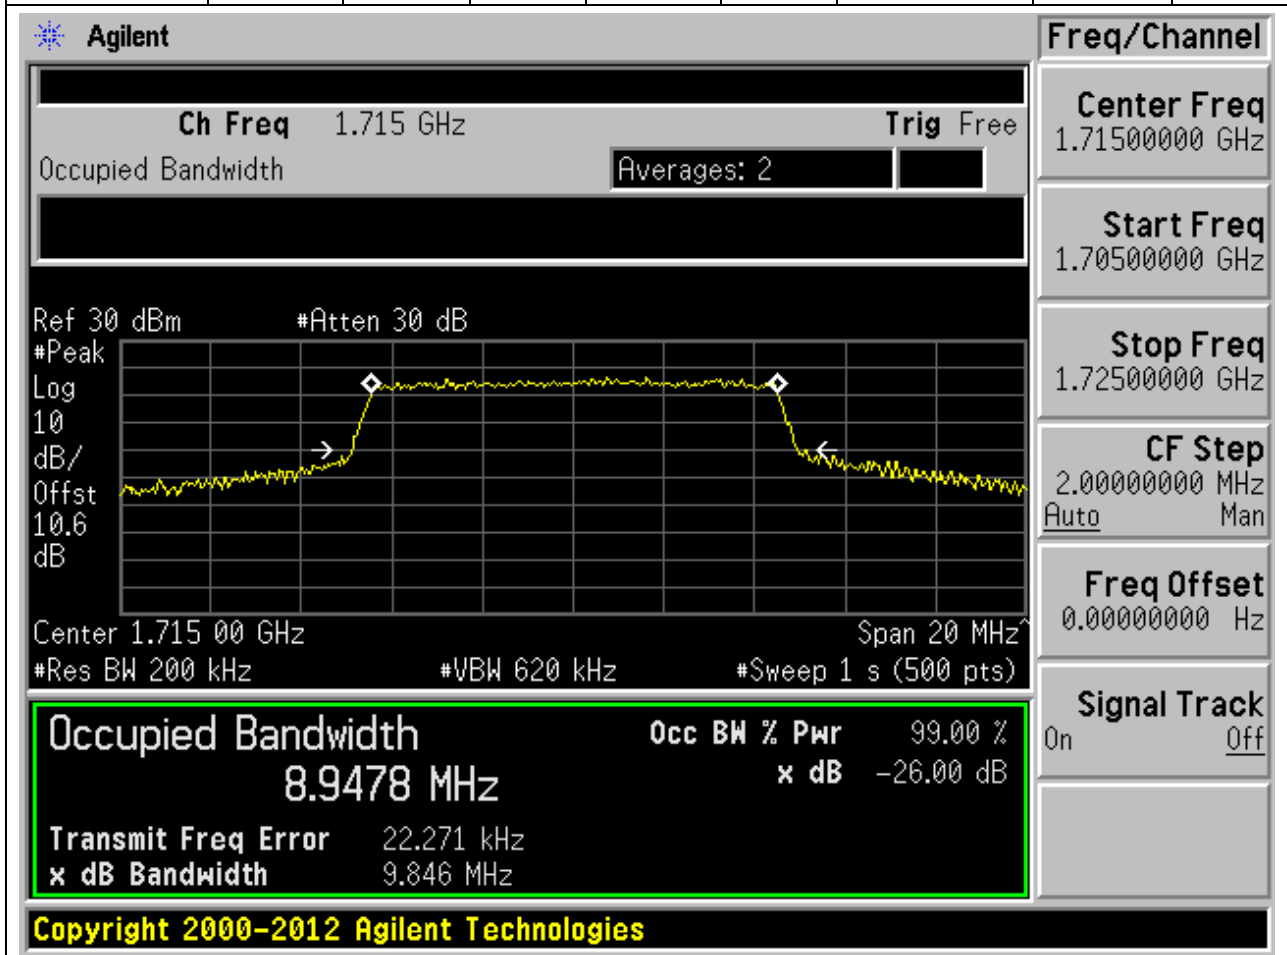 Agilent
Freq/Channel
Ch Freq 1.715 GHz Trig Free
Occupied Bandwidth Averages: 2
Center Freq
1.71500000 GHz
Start Freq
1.70500000 GHz
Stop Freq
1.72500000 GHz
CF Step
2.00000000 MHz
Auto Man
Freq Offset
0.00000000 Hz
Signal Track
On Off
Ref 30 dBm #Atten 30 dB
#Peak
Log
10
dB/
Offst
10.6
dB
Center 1.715 00 GHz Span 20 MHz^
#Res BW 200 kHz #VBW 620 kHz #Sweep 1 s (500 pts)
Occupied Bandwidth
8.9478 MHz
Occ BW % Pwr 99.00 %
x dB -26.00 dB
Transmit Freq Error 22.271 kHz
x dB Bandwidth 9.846 MHz
Copyright 2000-2012 Agilent Technologies